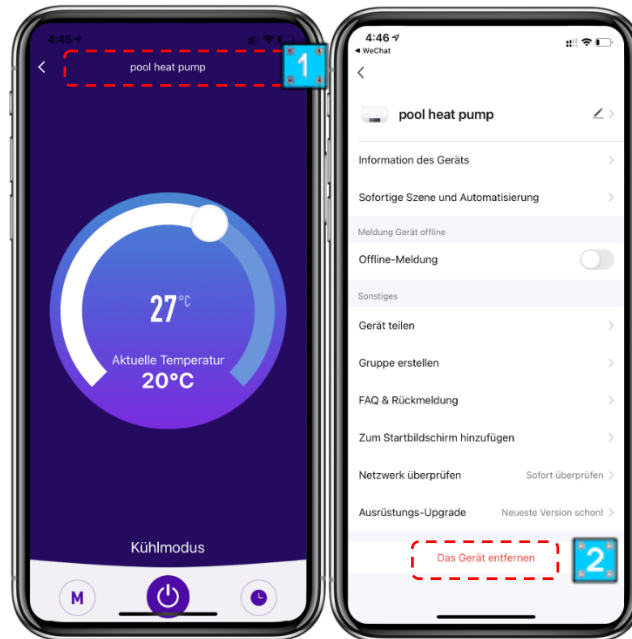 4:45
pool heat pump
1
27°C
Aktuelle Temperatur
20°C
Kühlmodus
M
4:46
WeChat
pool heat pump
Information des Geräts
Sofortige Szene und Automatisierung
Meldung Gerät offline
Offline-Meldung
Sonstiges
Gerät teilen
Gruppe erstellen
FAQ & Rückmeldung
Zum Startbildschirm hinzufügen
Netzwerk überprüfen Sofort überprüfen
Ausrüstungs-Upgrade Neueste Version schon!
Das Gerät entfernen
2